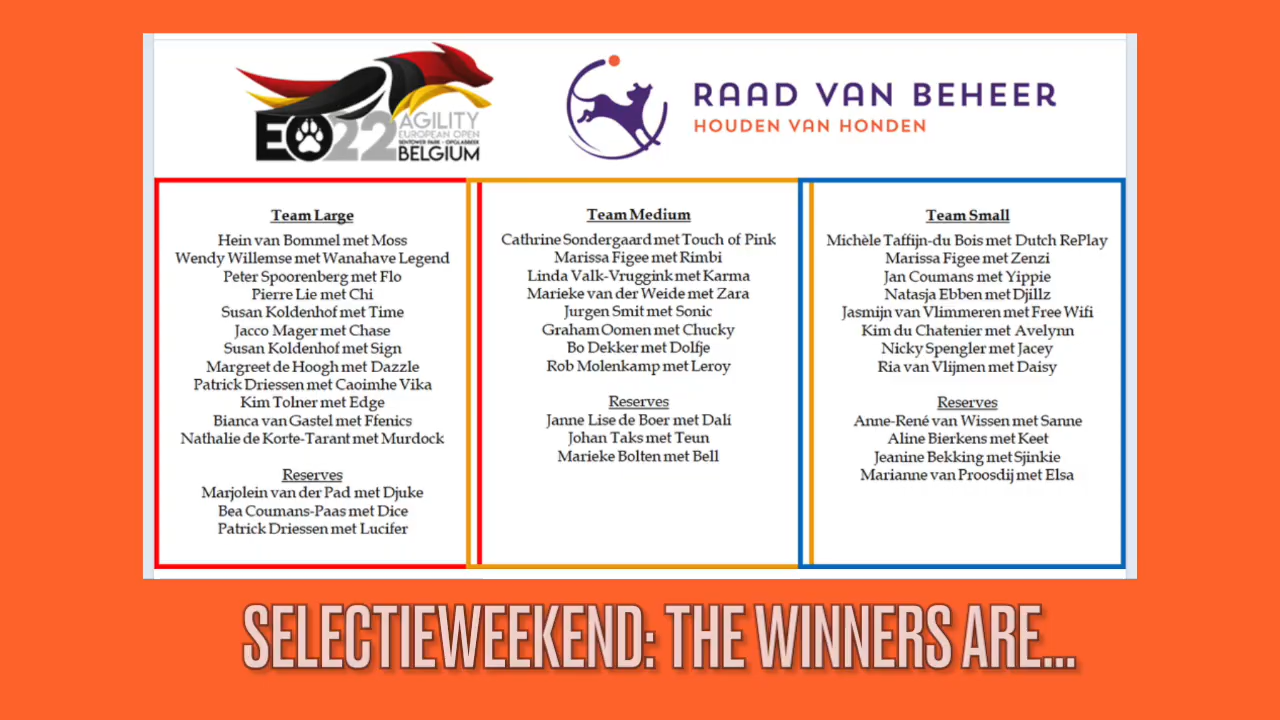 EO22
AGILITY
EUROPEAN OPEN
SENTOWER PARK - OPGLABBEEK
BELGIUM
RAAD VAN BEHEER
HOUDEN VAN HONDEN
Team Large
Hein van Bommel met Moss
Wendy Willemse met Wanahave Legend
Peter Spoorenberg met Flo
Pierre Lie met Chi
Susan Koldenhof met Time
Jacco Mager met Chase
Susan Koldenhof met Sign
Margreet de Hoogh met Dazzle
Patrick Driessen met Caoimhe Vika
Kim Tolner met Edge
Bianca van Gastel met Ffenics
Nathalie de Korte-Tarant met Murdock
Reserves
Marjolein van der Pad met Djuke
Bea Coumans-Paas met Dice
Patrick Driessen met Lucifer
Team Medium
Cathrine Sondergaard met Touch of Pink
Marissa Figee met Rimbi
Linda Valk-Vruggink met Karma
Marieke van der Weide met Zara
Jurgen Smit met Sonic
Graham Oomen met Chucky
Bo Dekker met Dolfje
Rob Molenkamp met Leroy
Reserves
Janne Lise de Boer met Dalí
Johan Taks met Teun
Marieke Bolten met Bell
Team Small
Michèle Taffijn-du Bois met Dutch RePlay
Marissa Figee met Zenzi
Jan Coumans met Yippie
Natasja Ebben met Djillz
Jasmijn van Vlimmeren met Free Wifi
Kim du Chatenier met Avelynn
Nicky Spengler met Jacey
Ria van Vlijmen met Daisy
Reserves
Anne-René van Wissen met Sanne
Aline Bierkens met Keet
Jeanine Bekking met Sjinkie
Marianne van Proosdij met Elsa
SELECTIEWEEKEND: THE WINNERS ARE...